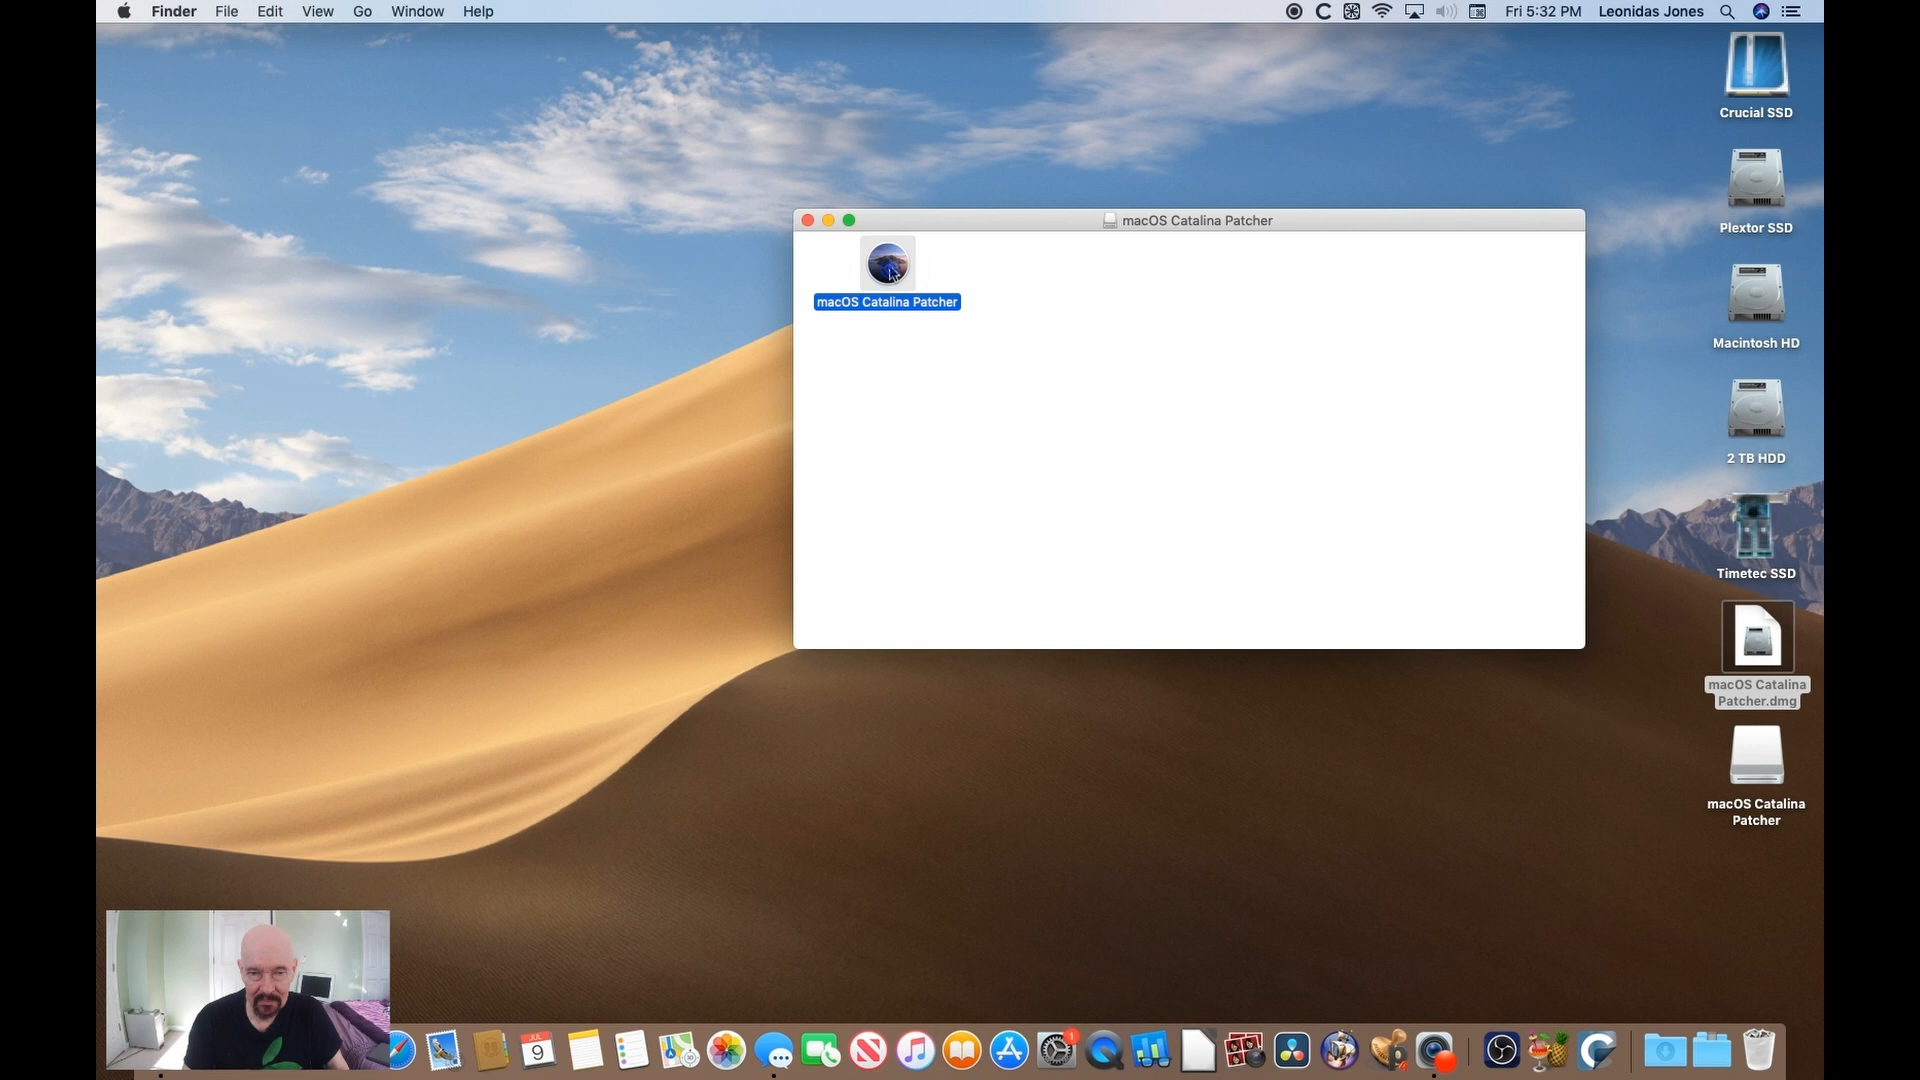 Finder File Edit View Go Window Help
Fri 5:32 PM Leonidas Jones
Crucial SSD
Plextor SSD
macOS Catalina Patcher
macOS Catalina Patcher
Macintosh HD
2 TB HDD
Timetec SSD
macOS Catalina
Patcher.dmg
macOS Catalina
Patcher
JUL
9
1